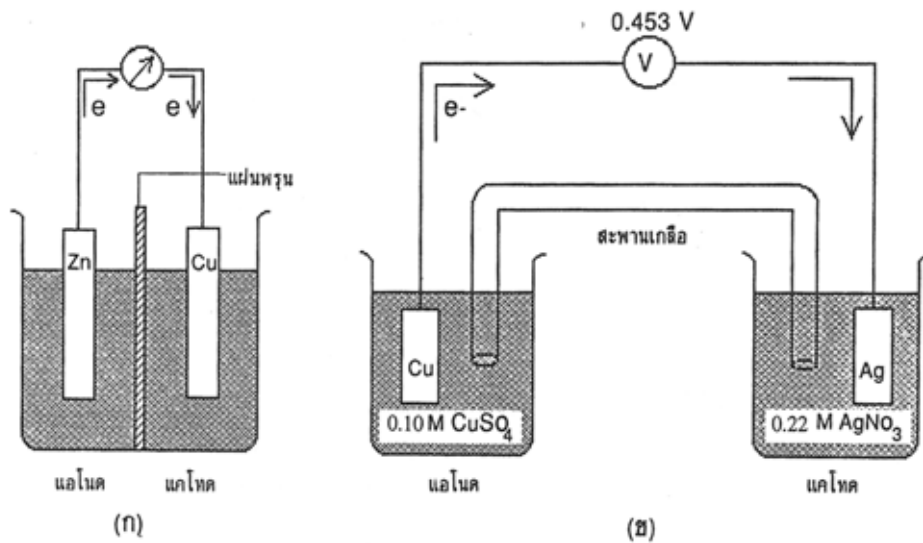 0.453 V
V
e
e
e-
แผ่นพรุน
สะพานเกลือ
Zn
Cu
Cu
Ag
0.10 M CuSo4
0.22 M AgNo3
แอโนด
แคโทด
แอโนด
แคโทด
(ก)
(ข)